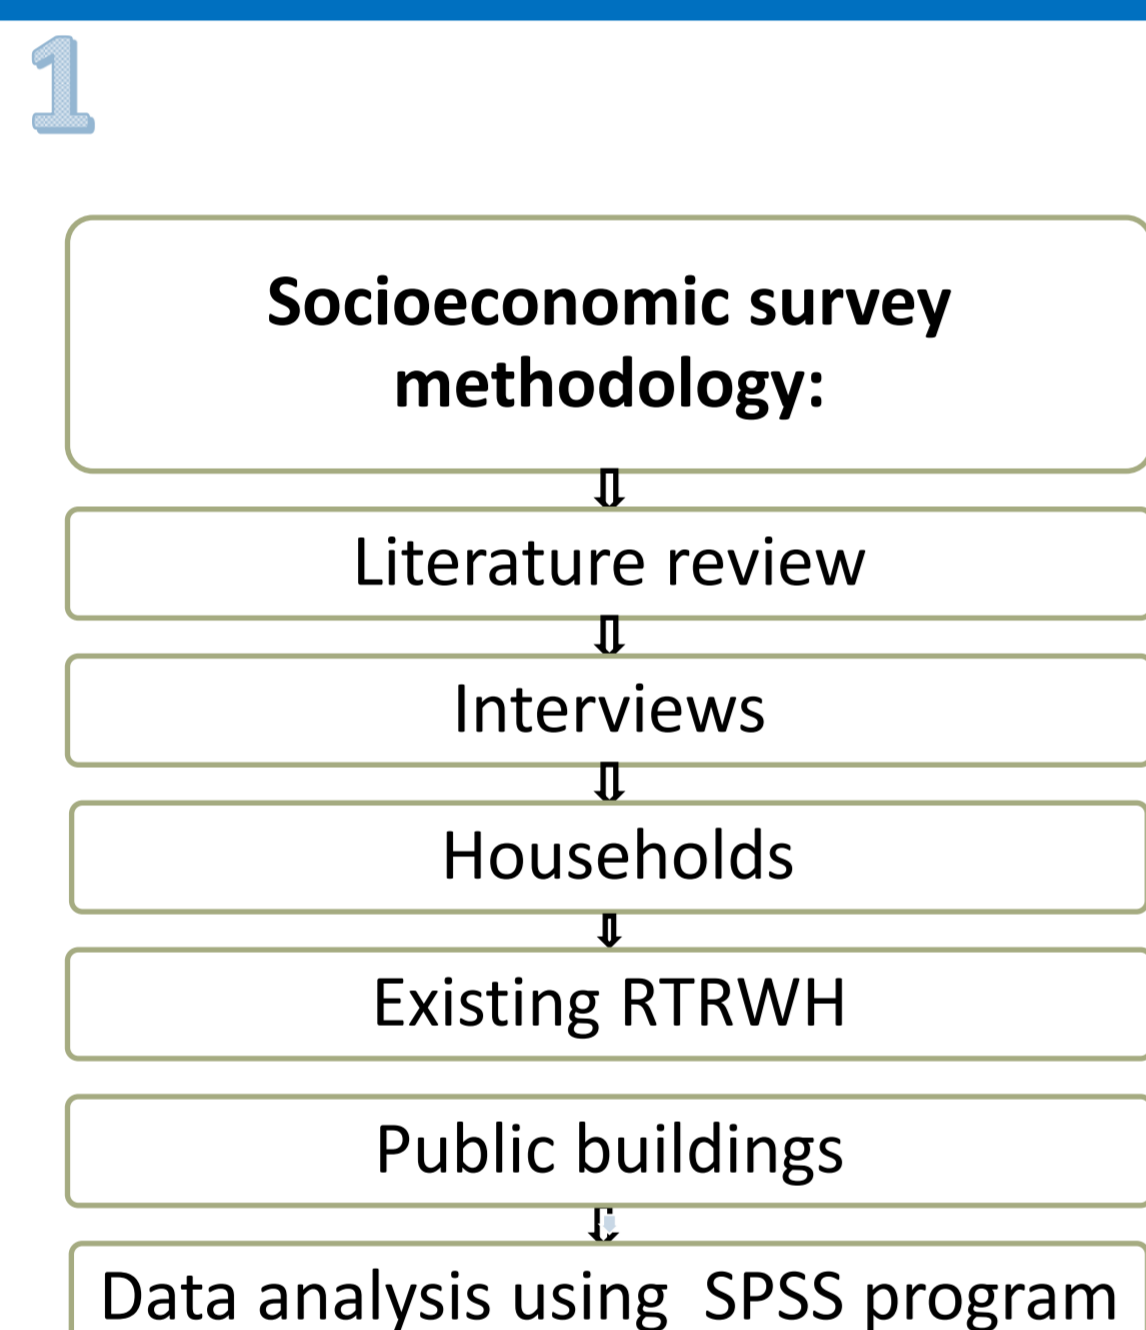 1
Socioeconomic survey
methodology:
Literature review
Interviews
Households
Existing RTRWH
Public buildings
Data analysis using SPSS program